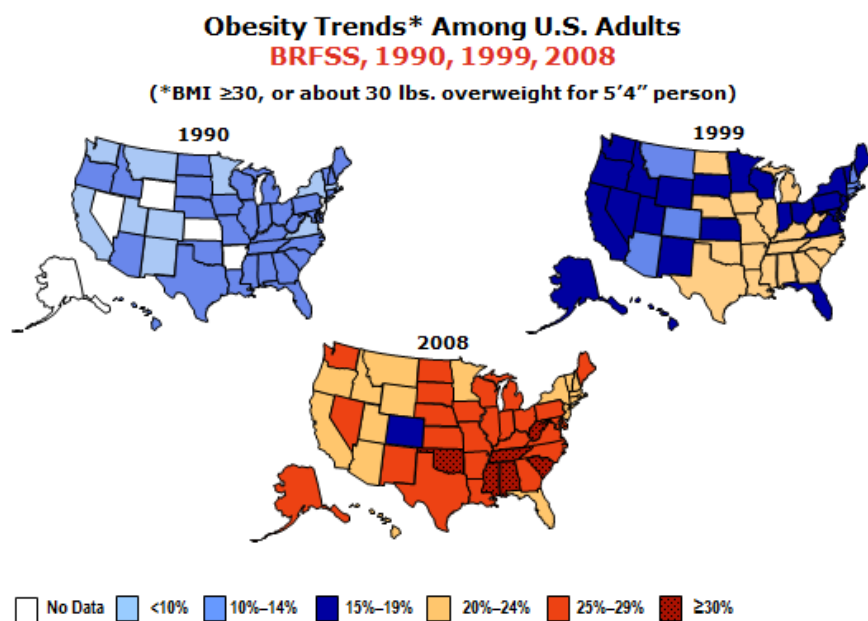 Obesity Trends* Among U.S. Adults
BRFSS, 1990, 1999, 2008
(*BMI ≥30, or about 30 lbs. overweight for 5’4” person)
1990
1999
2008
No Data <10% 10%–14% 15%–19% 20%–24% 25%–29% ≥30%